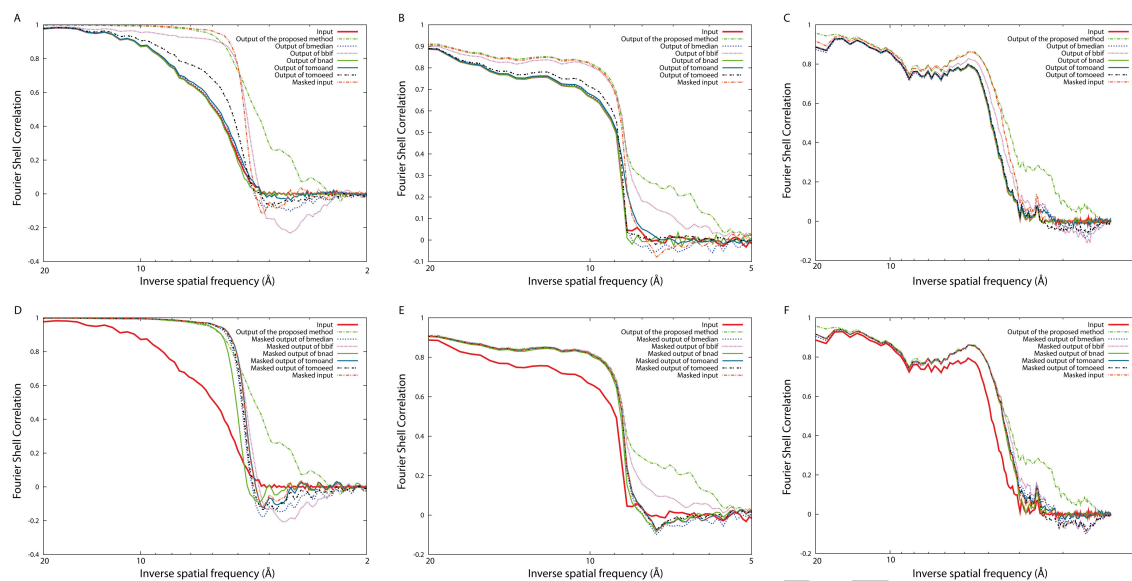 A
Fourier Shell Correlation
1
0.8
0.6
0.4
0.2
0
-0.2
-0.4
20
10
2
Inverse spatial frequency (Å)
Input
Output of the proposed method
Output of bmedian
Output of bbif
Output of bnad
Output of tomoand
Output of tomoeed
Masked input
B
Fourier Shell Correlation
1
0.9
0.8
0.7
0.6
0.5
0.4
0.3
0.2
0.1
0
-0.1
20
10
5
Inverse spatial frequency (Å)
Input
Output of the proposed method
Output of bmedian
Output of bbif
Output of bnad
Output of tomoand
Output of tomoeed
Masked input
C
Fourier Shell Correlation
1
0.8
0.6
0.4
0.2
0
-0.2
20
10
Inverse spatial frequency (Å)
Input
Output of the proposed method
Output of bmedian
Output of bbif
Output of bnad
Output of tomoand
Output of tomoeed
Masked input
D
Fourier Shell Correlation
1
0.8
0.6
0.4
0.2
0
-0.2
-0.4
20
10
2
Inverse spatial frequency (Å)
Input
Output of the proposed method
Masked output of bmedian
Masked output of bbif
Masked output of bnad
Masked output of tomoand
Masked output of tomoeed
Masked input
E
Fourier Shell Correlation
1
0.8
0.6
0.4
0.2
0
-0.2
20
10
5
Inverse spatial frequency (Å)
Input
Output of the proposed method
Masked output of bmedian
Masked output of bbif
Masked output of bnad
Masked output of tomoand
Masked output of tomoeed
Masked input
F
Fourier Shell Correlation
1
0.8
0.6
0.4
0.2
0
-0.2
20
10
Inverse spatial frequency (Å)
Input
Output of the proposed method
Masked output of bmedian
Masked output of bbif
Masked output of bnad
Masked output of tomoand
Masked output of tomoeed
Masked input